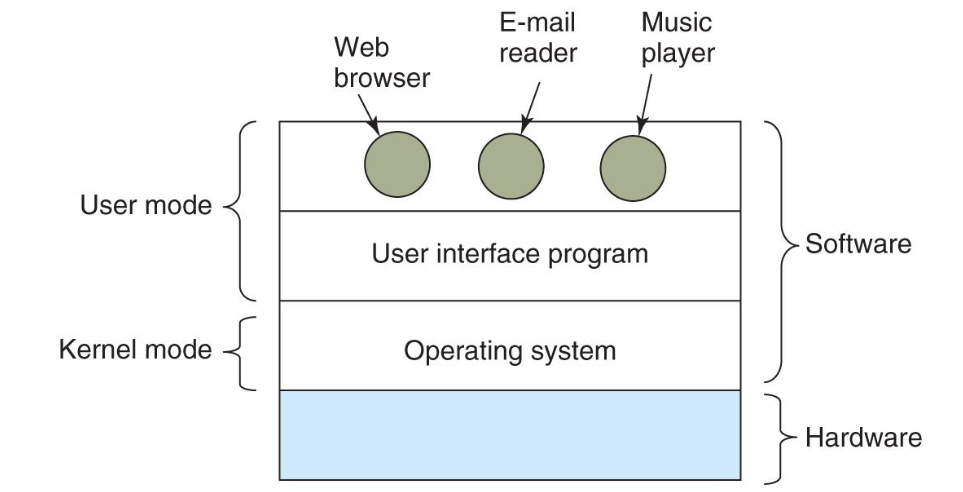 Web
browser
E-mail
reader
Music
player
User mode
User interface program
Software
Kernel mode
Operating system
Hardware